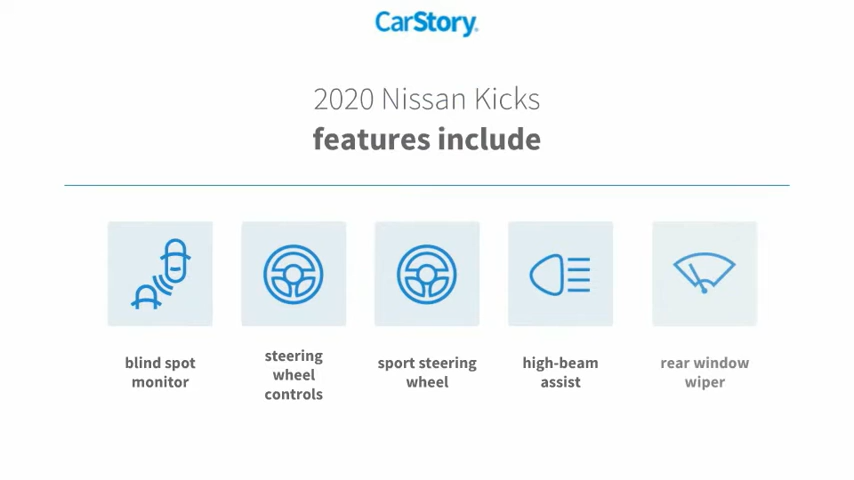 CarStory
2020 Nissan Kicks
features include
blind spot
monitor
steering
wheel
controls
sport steering
wheel
high-beam
assist
rear window
wiper